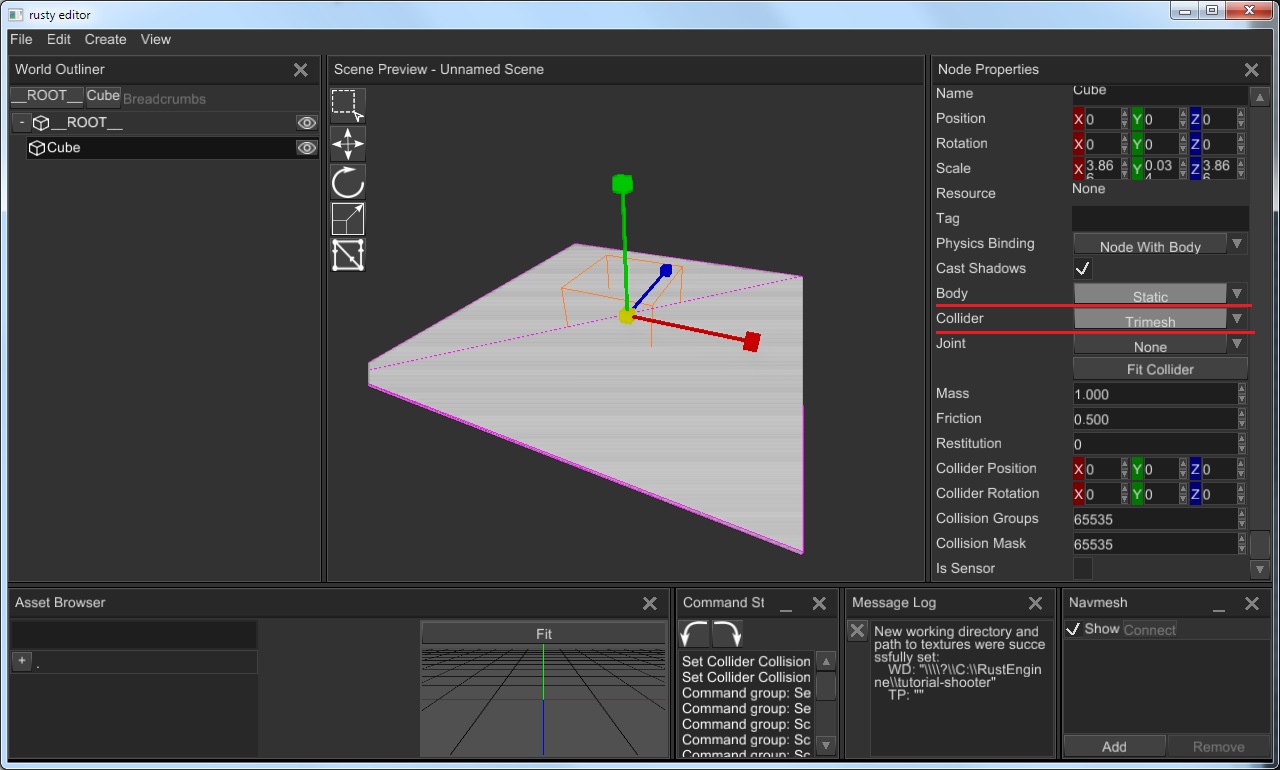 rusty editor
File Edit Create View
World Outliner
__ROOT__ Cube Breadcrumbs
- __ROOT__
Cube
Scene Preview - Unnamed Scene
Node Properties
Name Cube
Position X 0 Y 0 Z 0
Rotation X 0 Y 0 Z 0
Scale X 3.86 Y 0.03 Z 3.86
Resource None
Tag
Physics Binding Node With Body
Cast Shadows
Body Static
Collider Trimesh
Joint None
Fit Collider
Mass 1.000
Friction 0.500
Restitution 0
Collider Position X 0 Y 0 Z 0
Collider Rotation X 0 Y 0 Z 0
Collision Groups 65535
Collision Mask 65535
Is Sensor
Asset Browser
+ .
Fit
Command St
Set Collider Collision
Set Collider Collision
Command group: Se
Command group: Se
Command group: Sc
Command group: Sc
Command group: Sc
Message Log
New working directory and
path to textures were succe
ssfully set:
WD: "\\\\?\\C:\\RustEngin
ne\\tutorial-shooter"
TP: ""
Navmesh
Show Connect
Add Remove